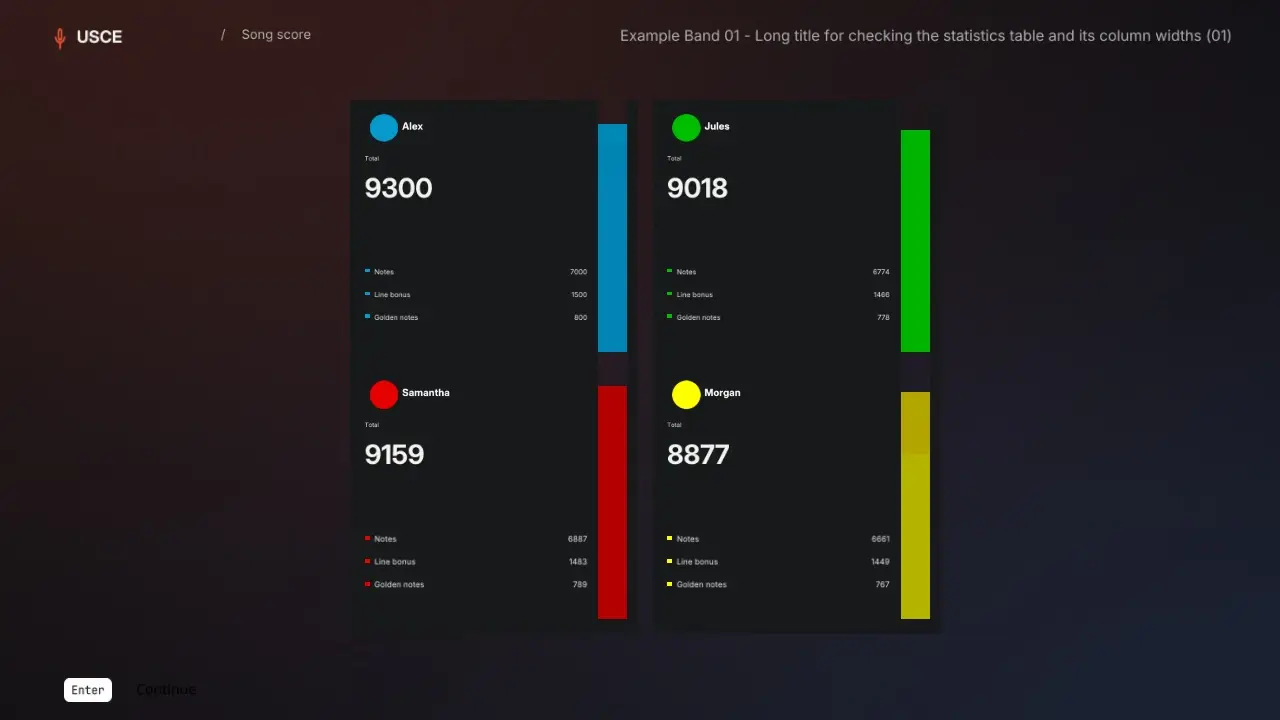 USCE / Song score Example Band 01 - Long title for checking the statistics table and its column widths (01)
Alex
Total
9300
Notes 7000
Line bonus 1500
Golden notes 800
Jules
Total
9018
Notes 6774
Line bonus 1466
Golden notes 778
Samantha
Total
9159
Notes 6887
Line bonus 1483
Golden notes 789
Morgan
Total
8877
Notes 6661
Line bonus 1449
Golden notes 767
Enter Continue